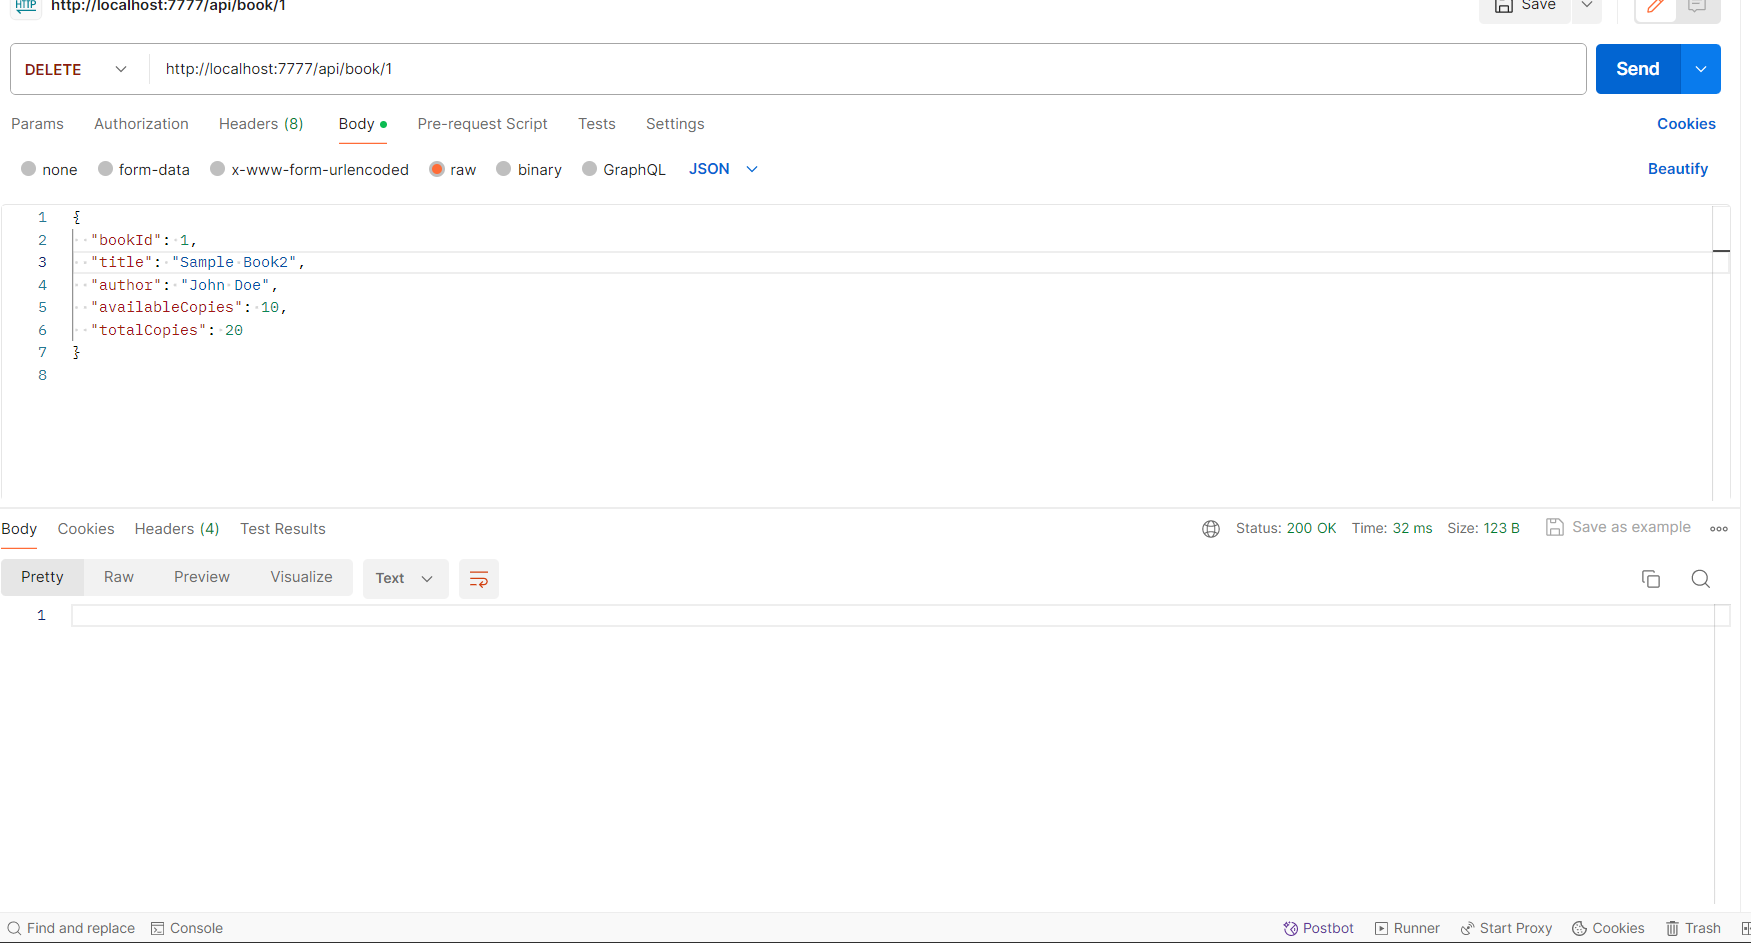 HTTP http://localhost:7777/api/book/1 Save
DELETE http://localhost:7777/api/book/1 Send
Params Authorization Headers (8) Body Pre-request Script Tests Settings Cookies
none form-data x-www-form-urlencoded raw binary GraphQL JSON Beautify
1 {
2 "bookId": 1,
3 "title": "Sample Book2",
4 "author": "John Doe",
5 "availableCopies": 10,
6 "totalCopies": 20
7 }
8
Body Cookies Headers (4) Test Results Status: 200 OK Time: 32 ms Size: 123 B Save as example
Pretty Raw Preview Visualize Text
1
Find and replace Console Postbot Runner Start Proxy Cookies Trash